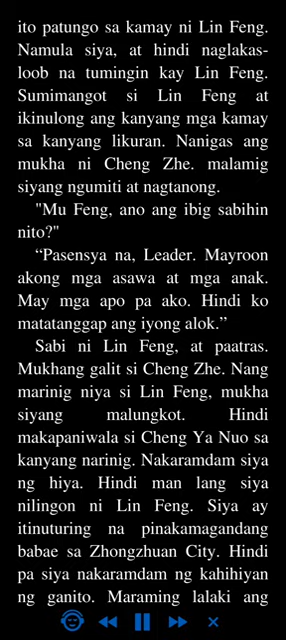 ito patungo sa kamay ni Lin Feng.
Namula siya, at hindi naglakas-
loob na tumingin kay Lin Feng.
Sumimangot si Lin Feng at
ikinulong ang kanyang mga kamay
sa kanyang likuran. Nanigas ang
mukha ni Cheng Zhe. malamig
siyang ngumiti at nagtanong.
"Mu Feng, ano ang ibig sabihin
nito?"
“Pasensya na, Leader. Mayroon
akong mga asawa at mga anak.
May mga apo pa ako. Hindi ko
matatanggap ang iyong alok.”
Sabi ni Lin Feng, at paatras.
Mukhang galit si Cheng Zhe. Nang
marinig niya si Lin Feng, mukha
siyang malungkot. Hindi
makapaniwala si Cheng Ya Nuo sa
kanyang narinig. Nakaramdam siya
ng hiya. Hindi man lang siya
nilingon ni Lin Feng. Siya ay
itinuturing na pinakamagandang
babae sa Zhongzhuan City. Hindi
pa siya nakaramdam ng kahihiyan
ng ganito. Maraming lalaki ang